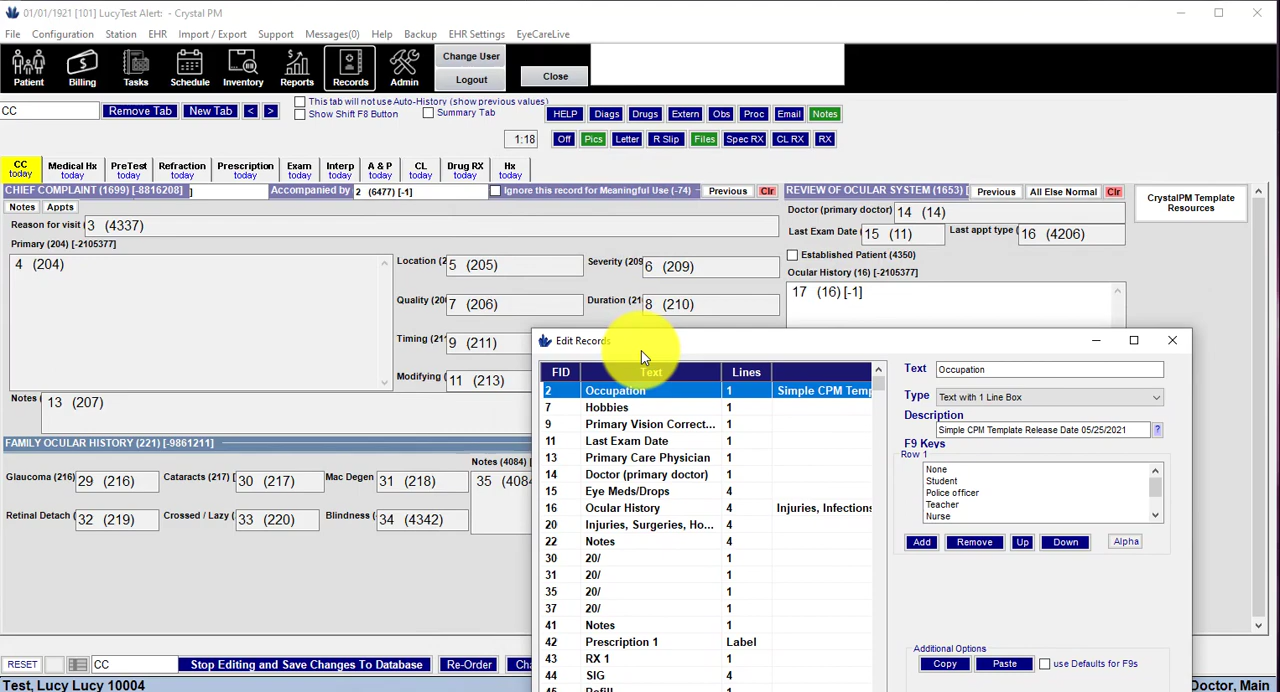 01/01/1921 [101] LucyTest Alert: - Crystal PM
File Configuration Station EHR Import / Export Support Messages(0) Help Backup EHR Settings EyeCareLive
Patient Billing Tasks Schedule Inventory Reports Records Admin
Change User
Logout
Close
CC Remove Tab New Tab < >
This tab will not use Auto-History (show previous values)
Show Shift F8 Button Summary Tab
HELP Diags Drugs Extern Obs Proc Email Notes
1:18 Off Pics Letter R Slip Files Spec RX CL RX RX
CC today
Medical Hx today
PreTest today
Refraction today
Prescription today
Exam today
Interp today
A & P today
CL today
Drug RX today
Hx today
CHIEF COMPLAINT (1699) [-8816208] ] Accompanied by 2 (6477) [-1] Ignore this record for Meaningful Use (-74) Previous Clr
REVIEW OF OCULAR SYSTEM (1653) [ Previous All Else Normal Clr
CrystalPM Template
Resources
Notes Appts
Reason for visit 3 (4337)
Doctor (primary doctor) 14 (14)
Last Exam Date ( 15 (11) Last appt type ( 16 (4206)
Established Patient (4350)
Ocular History (16) [-2105377]
17 (16) [-1]
Primary (204) [-2105377]
4 (204)
Location (2 5 (205) Severity (209 6 (209)
Quality (20 7 (206) Duration (21 8 (210)
Timing (211 9 (211)
Modifying ( 11 (213)
Notes ( 13 (207)
FAMILY OCULAR HISTORY (221) [-9861211]
Glaucoma (216) 29 (216) Cataracts (217) [ 30 (217) Mac Degen 31 (218)
Notes (4084)
35 (4084
Retinal Detach ( 32 (219) Crossed / Lazy ( 33 (220) Blindness ( 34 (4342)
Edit Records
FID Text Lines
2 Occupation 1 Simple CPM Temp
7 Hobbies 1
9 Primary Vision Correct... 1
11 Last Exam Date 1
13 Primary Care Physician 1
14 Doctor (primary doctor) 1
15 Eye Meds/Drops 4
16 Ocular History 4 Injuries, Infections
20 Injuries, Surgeries, Ho... 4
22 Notes 4
30 20/ 1
31 20/ 1
35 20/ 1
37 20/ 1
41 Notes 1
42 Prescription 1 Label
43 RX 1 1
44 SIG 1
45 Refill 1
Text Occupation
Type Text with 1 Line Box
Description
Simple CPM Template Release Date 05/25/2021 ?
F9 Keys
Row 1
None
Student
Police officer
Teacher
Nurse
Add Remove Up Down Alpha
Additional Options
Copy Paste use Defaults for F9s
RESET CC Stop Editing and Save Changes To Database Re-Order Cha
Test, Lucy Lucy 10004
Doctor, Main